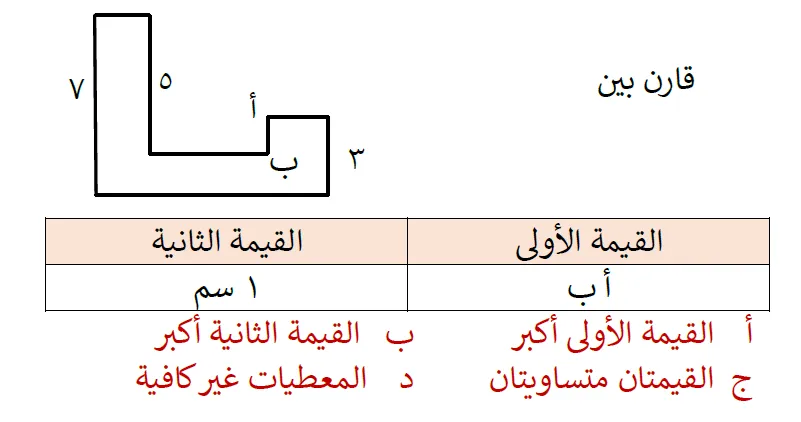 قارن بين
٧
٥
أ
ب
٣
القيمة الأولى القيمة الثانية
أ ب ١ سم
أ القيمة الأولى أكبر ب القيمة الثانية أكبر
ج القيمتان متساويتان د المعطيات غير كافية